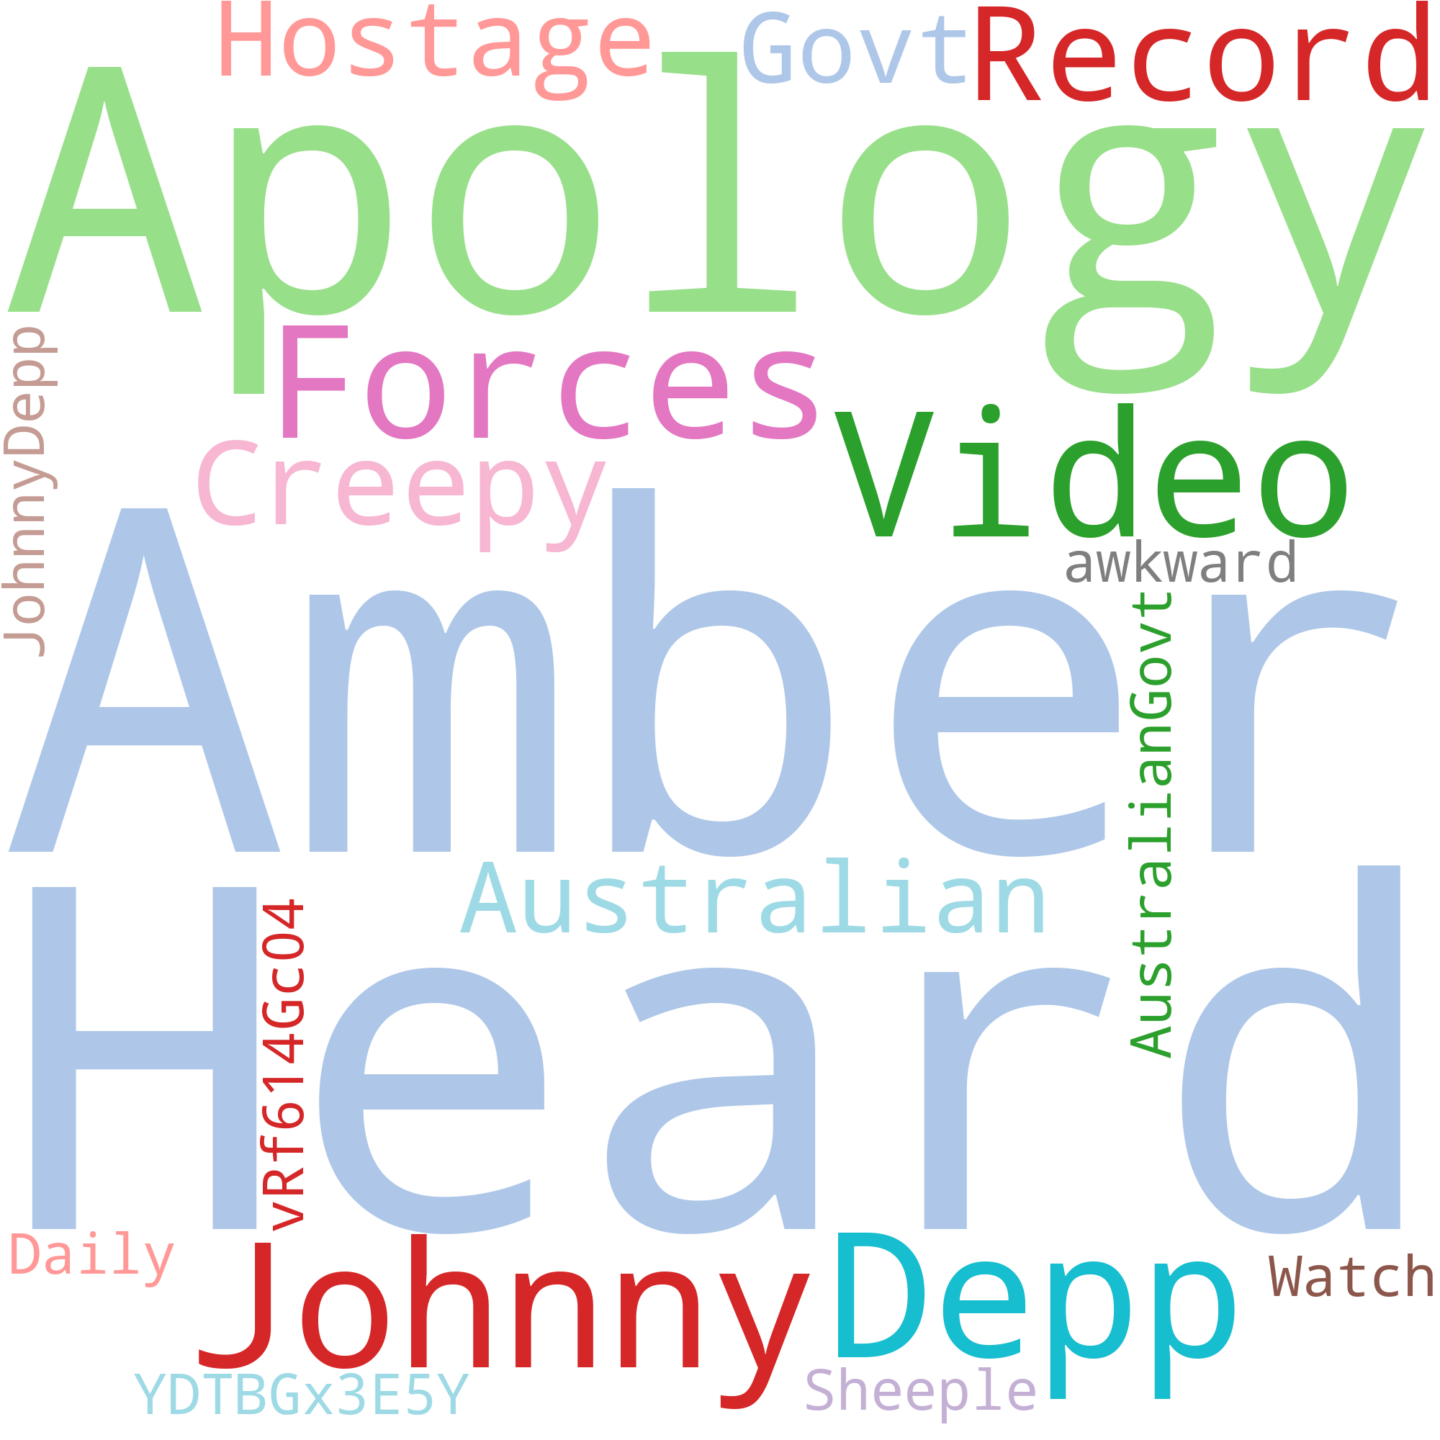 Hostage
Govt
Record
Apology
JohnnyDepp
Forces
Creepy
Video
awkward
Amber
AustralianGovt
Australian
Heard
vRf614GcO4
Daily
Johnny
Depp
Watch
YDTBGx3E5Y
Sheeple